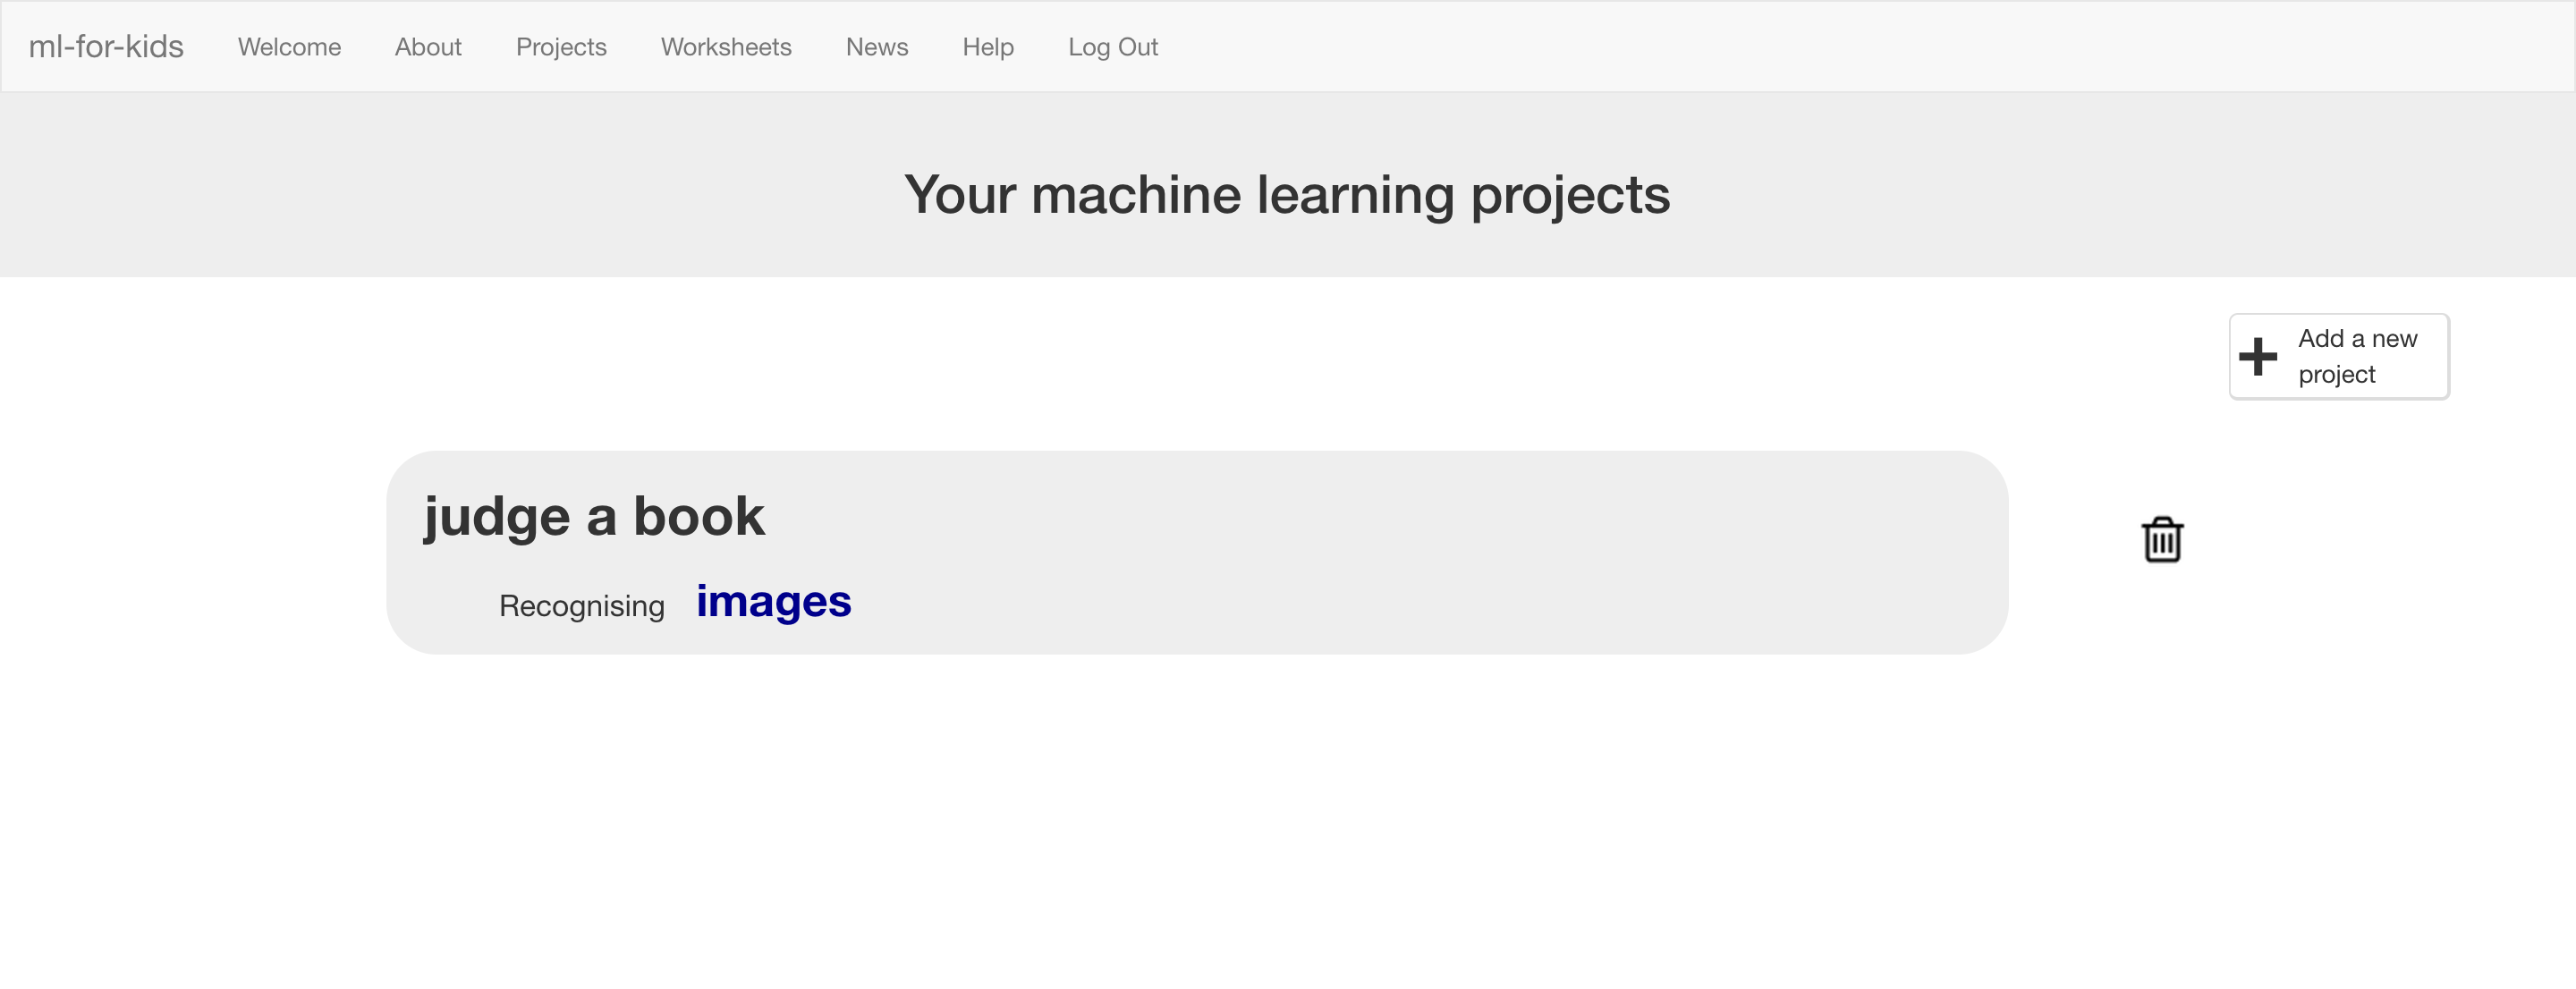 ml-for-kids Welcome About Projects Worksheets News Help Log Out
Your machine learning projects
Add a new
project
judge a book
Recognising images